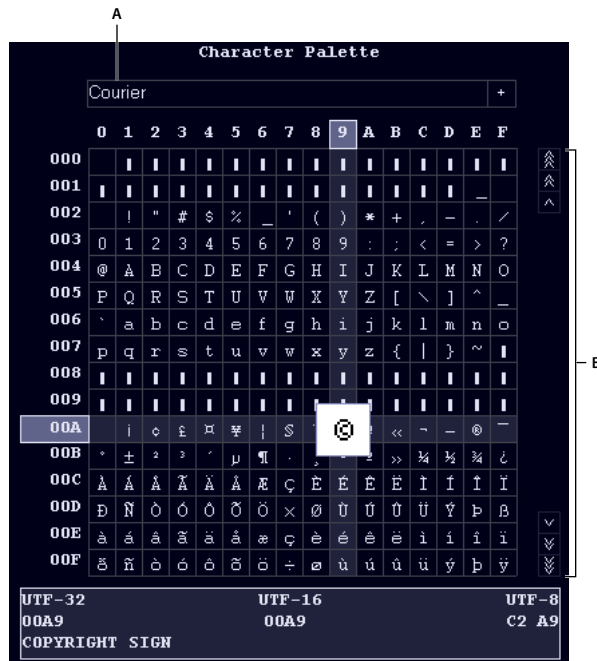 A
Character Palette
Courier +
0 1 2 3 4 5 6 7 8 9 A B C D E F
000
001 _
002 ! " # $ % _ ' ( ) * + , – . /
003 0 1 2 3 4 5 6 7 8 9 : ; < = > ?
004 @ A B C D E F G H I J K L M N O
005 P Q R S T U V W X Y Z [ \ ] ^ _
006 ` a b c d e f g h i j k l m n o
007 p q r s t u v w x y z { | } ~
008
009
00A ¡ ¢ £ ¤ ¥ ¦ § © « ¬ – ® ¯
00B ° ± ² ³ ´ µ ¶ · ¸ º » ¼ ½ ¾ ¿
00C À Á Â Ã Ä Å Æ Ç È É Ê Ë Ì Í Î Ï
00D Ð Ñ Ò Ó Ô Õ Ö × Ø Ù Ú Û Ü Ý Þ ß
00E à á â ã ä å æ ç è é ê ë ì í î ï
00F ð ñ ò ó ô õ ö ÷ ø ù ú û ü ý þ ÿ
B
UTF-32 UTF-16 UTF-8
00A9 00A9 C2 A9
COPYRIGHT SIGN